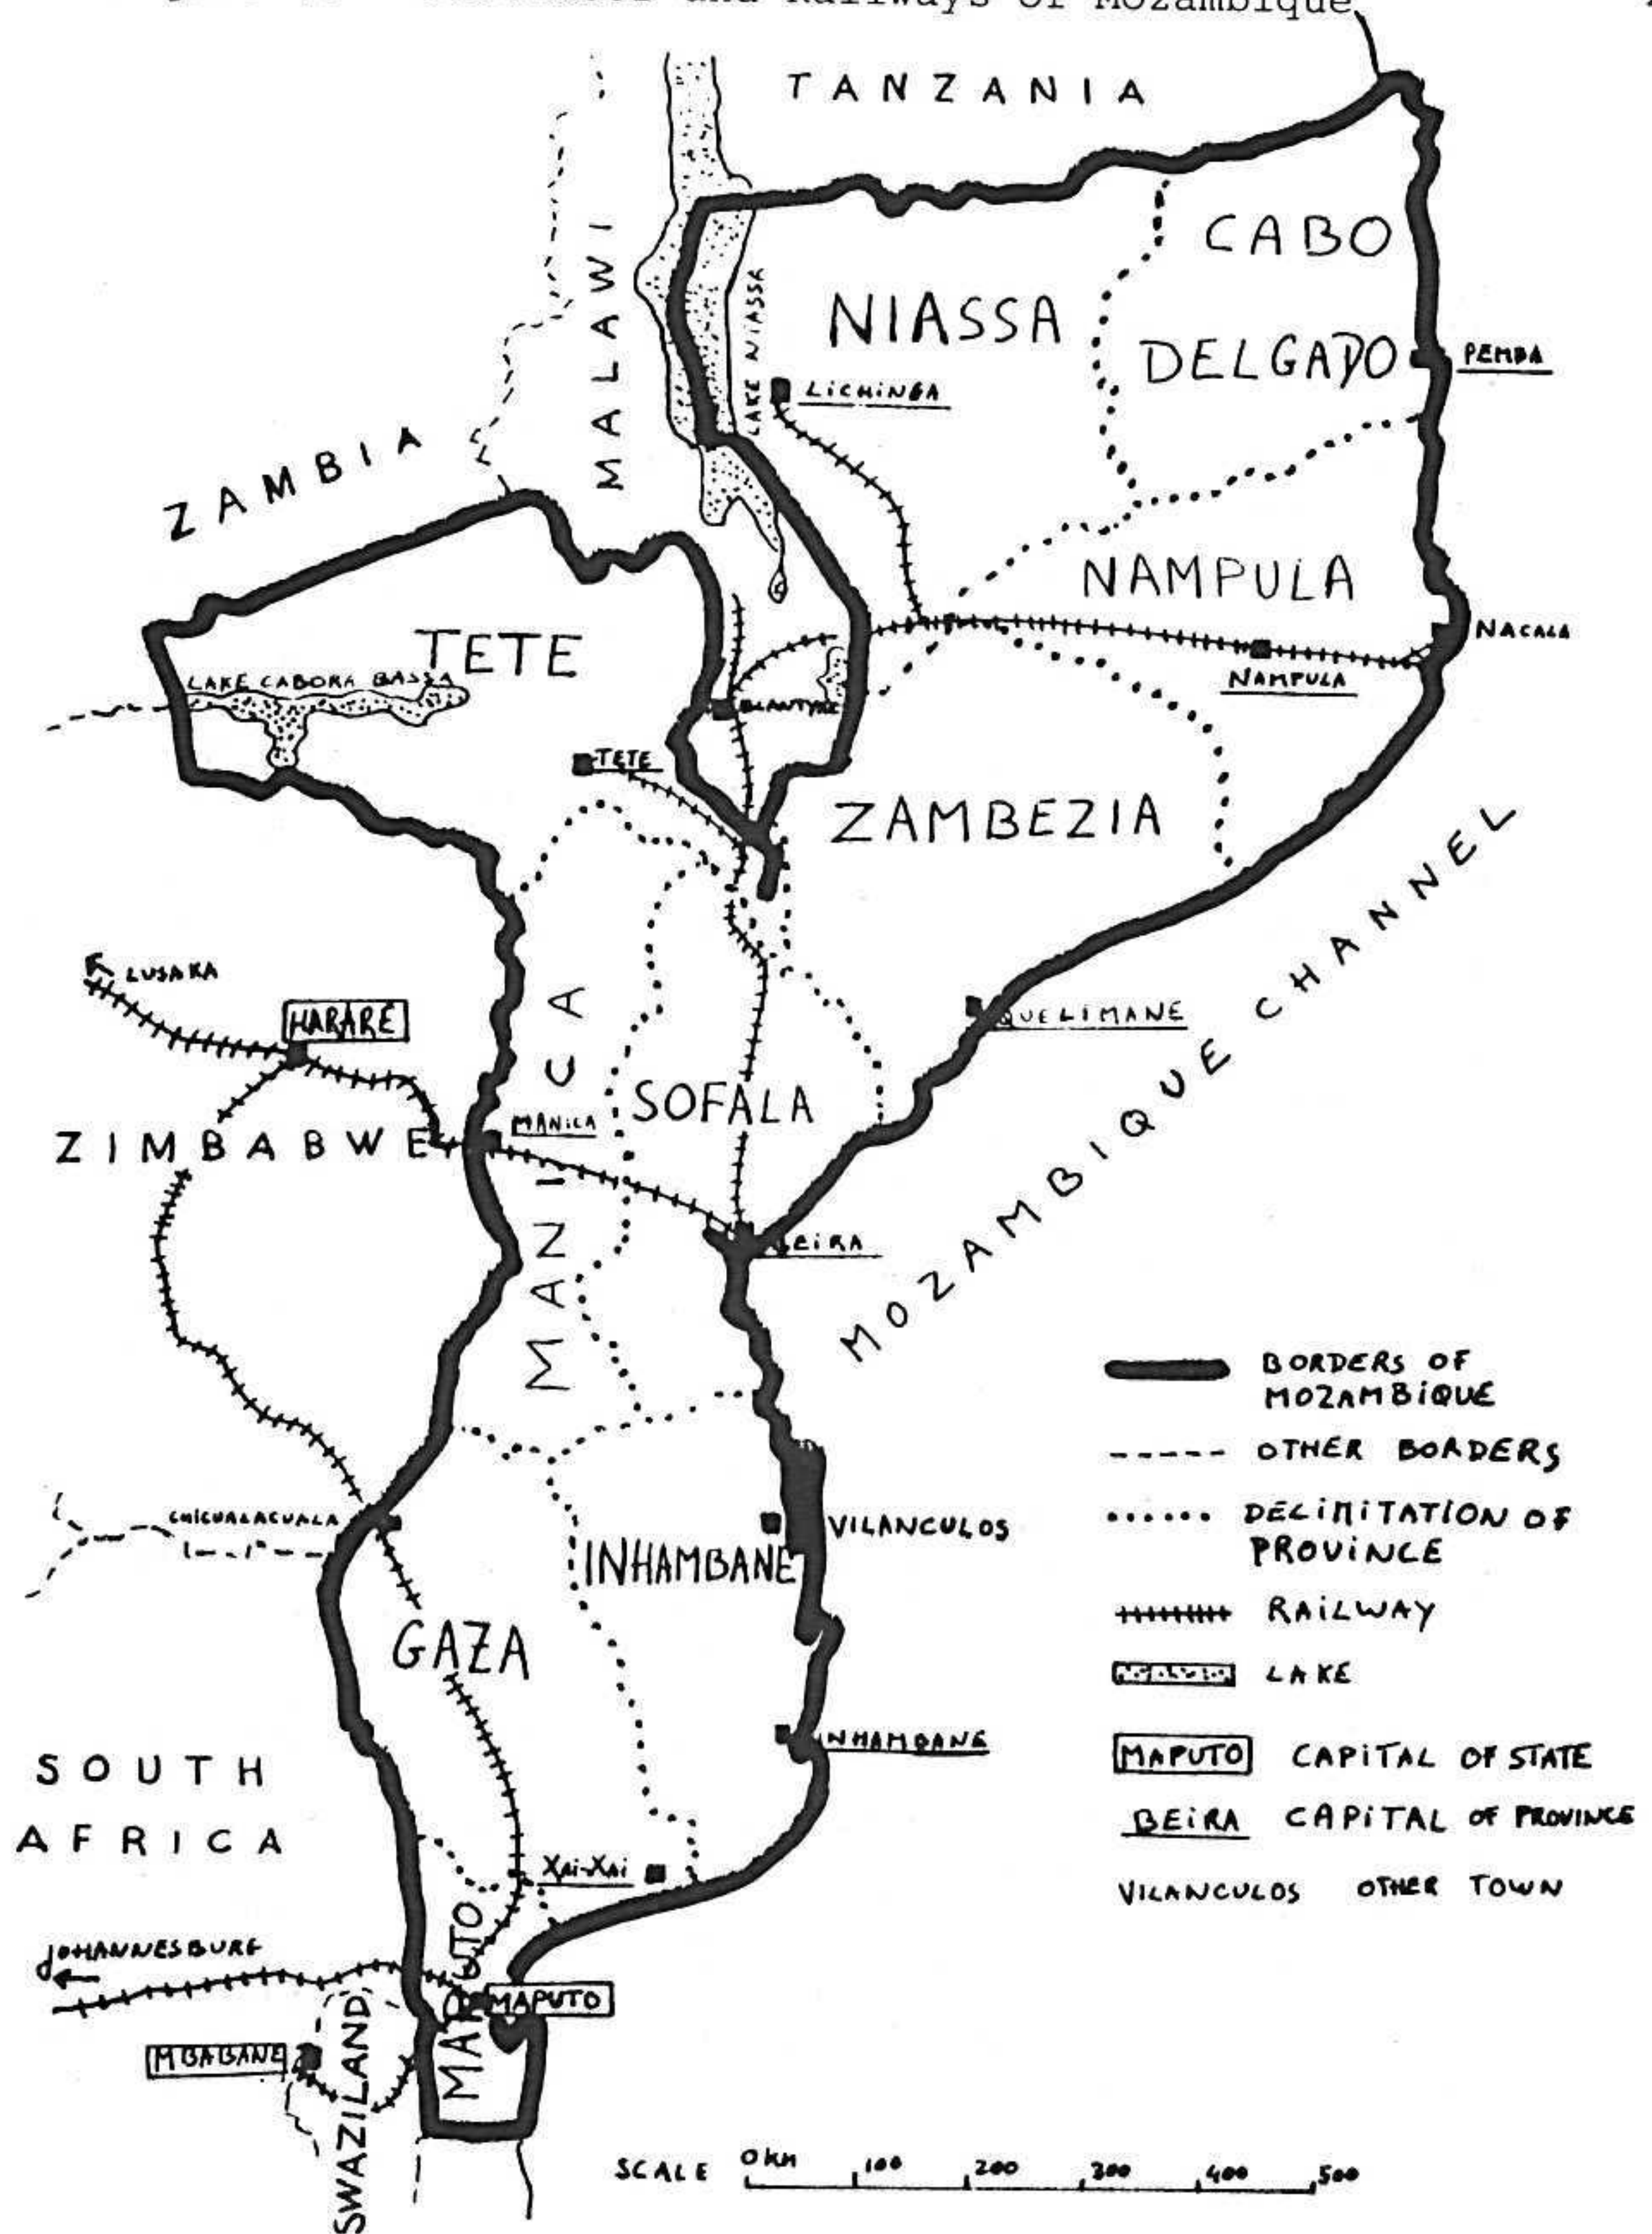 and Railways of Mozambique
TANZANIA
CABO
DELGADO
NIASSA
LAKE NIASSA
MALAWI
PEMBA
LICHINGA
ZAMBIA
NAMPULA
NACALA
NAMPULA
TETE
LAKE CABORA BASSA
BLANTYRE
TETE
ZAMBEZIA
MOZAMBIQUE CHANNEL
LUSAKA
HARARE
QUELIMANE
MANICA
SOFALA
MANICA
ZIMBABWE
BEIRA
BORDERS OF
MOZAMBIQUE
OTHER BORDERS
CHICUALACUALA
DELIMITATION OF
PROVINCE
VILANCULOS
INHAMBANE
RAILWAY
GAZA
LAKE
INHAMBANE
MAPUTO CAPITAL OF STATE
SOUTH
AFRICA
BEIRA CAPITAL OF PROVINCE
Xai-Xai
VILANCULOS OTHER TOWN
JOHANNESBURG
MAPUTO
MAPUTO
MBABANE
SWAZILAND
SCALE 0 km 100 200 300 400 500